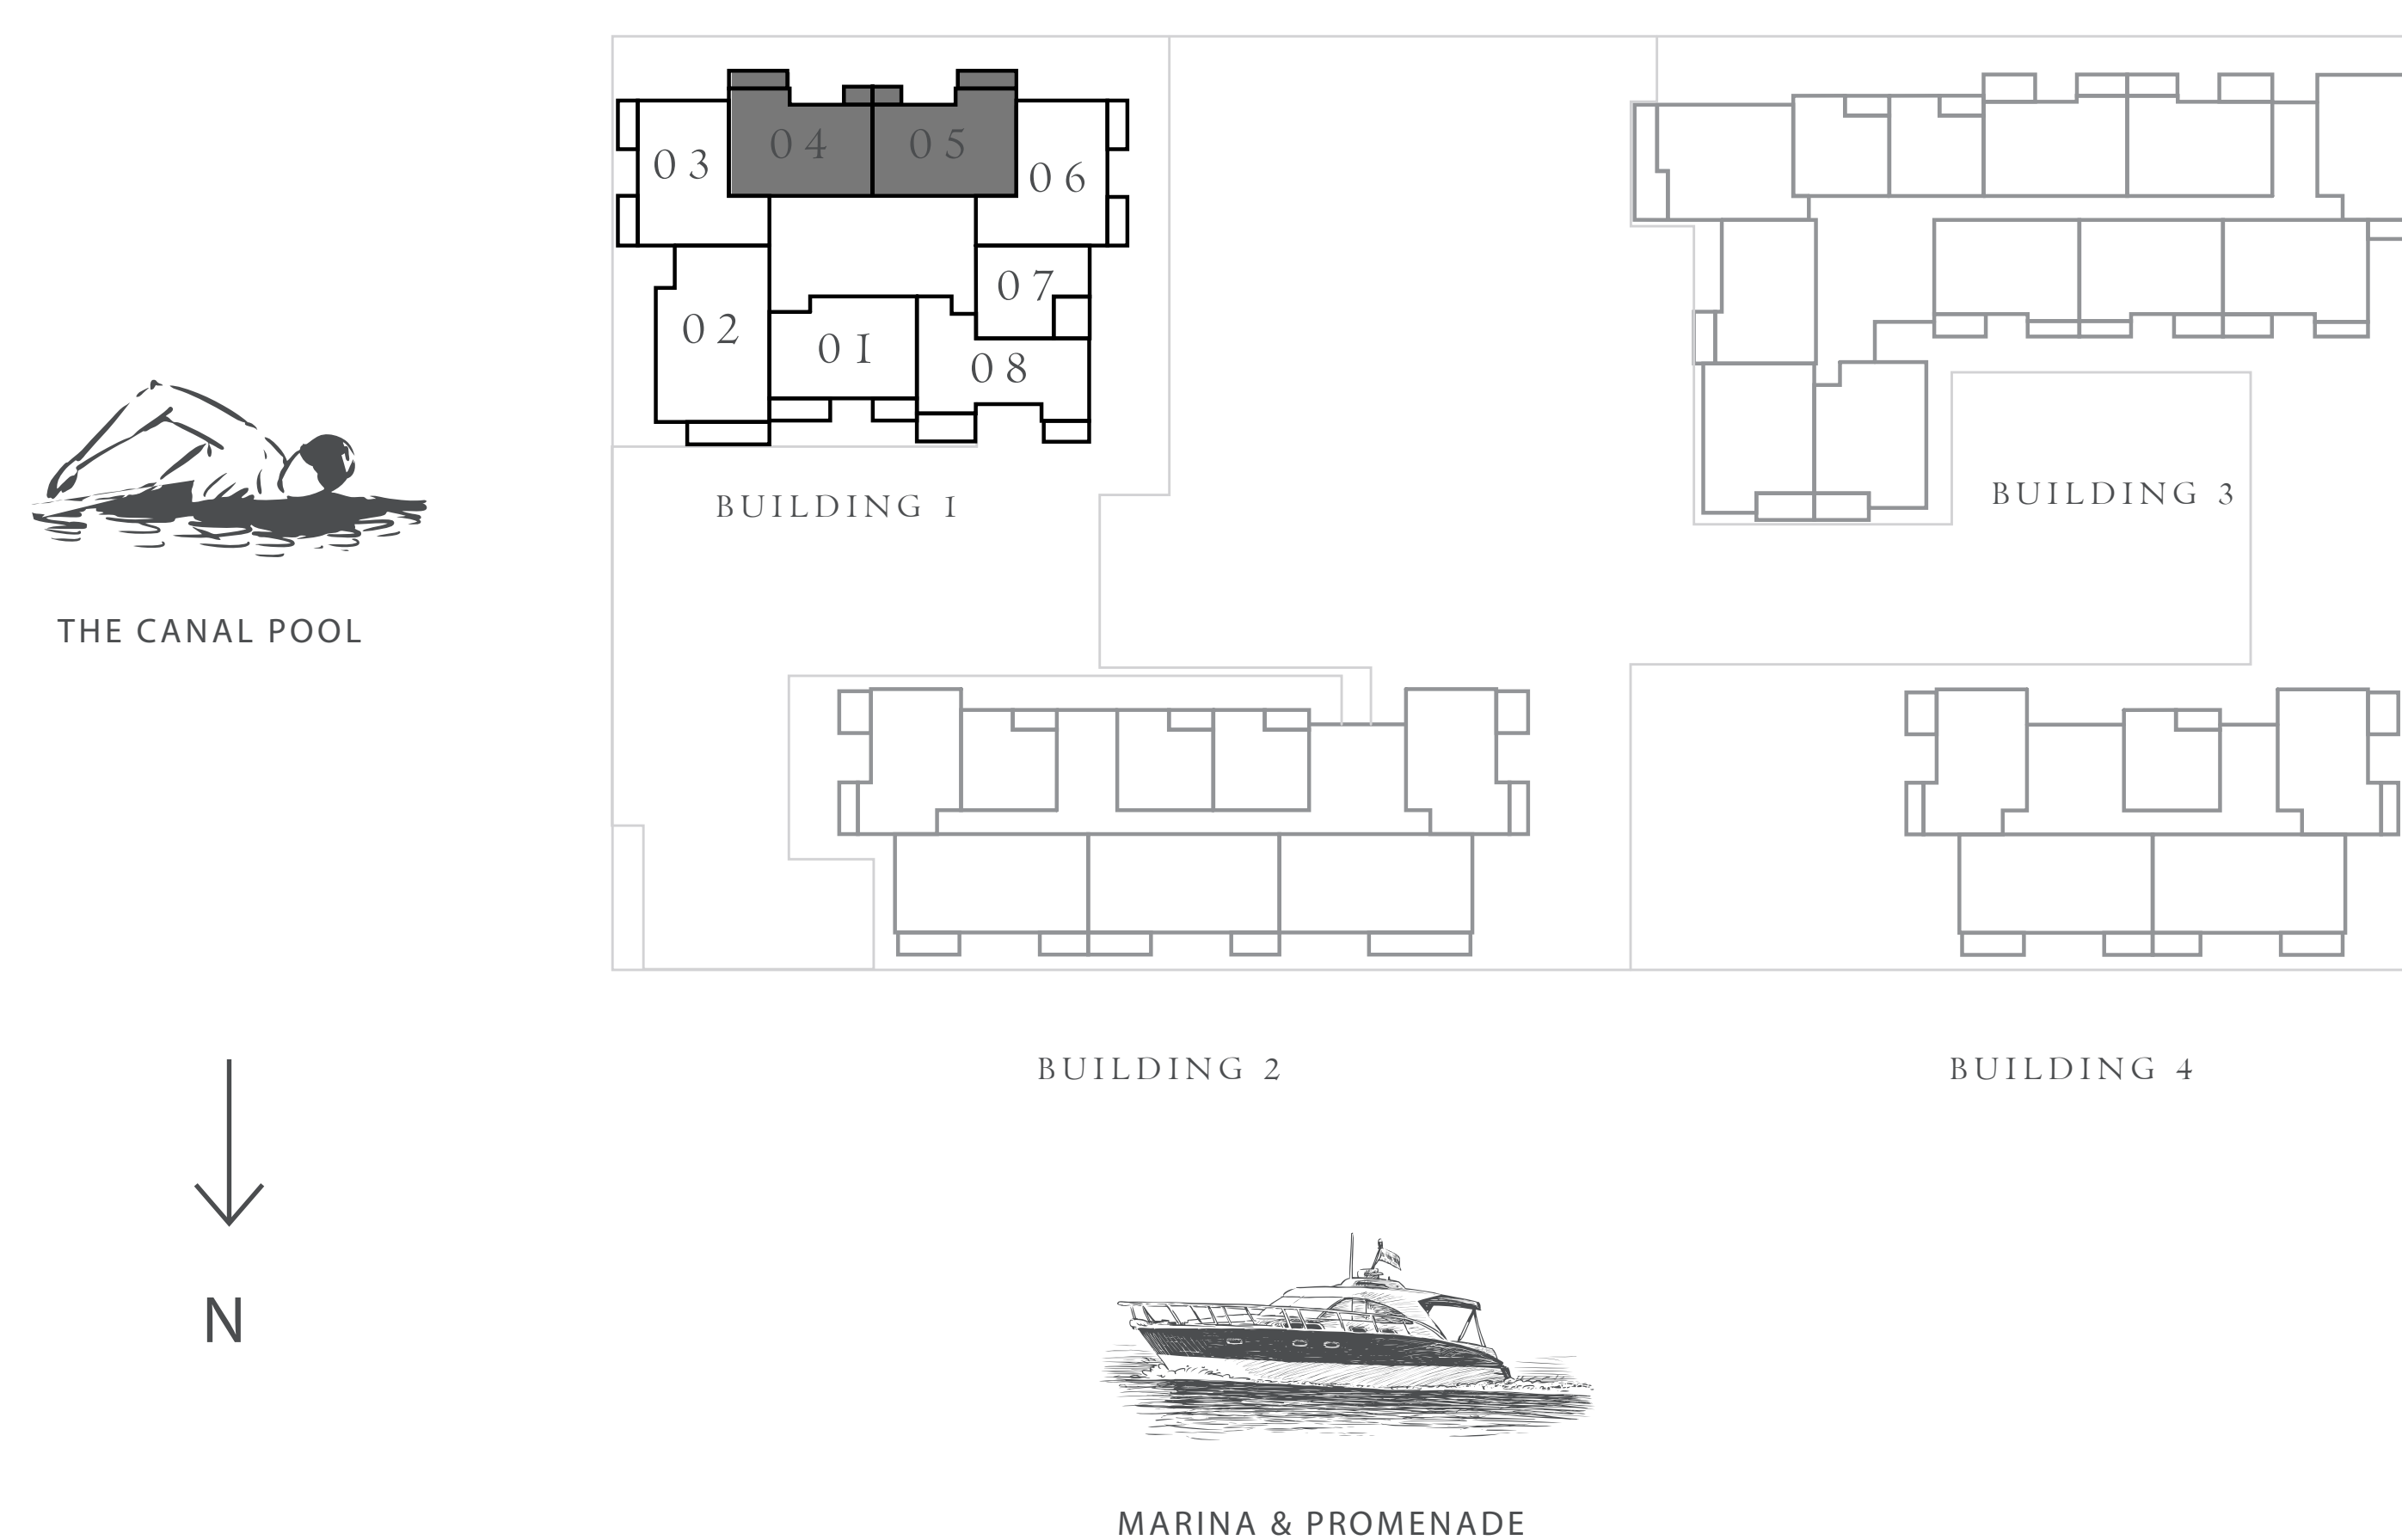 04
05
03
06
07
02
01
08
BUILDING 1
BUILDING 3
THE CANAL POOL
BUILDING 2
BUILDING 4
N
MARINA & PROMENADE